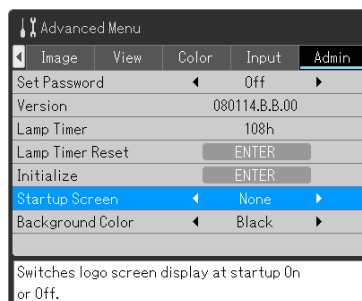 Advanced Menu
Image View Color Input Admin
Set Password Off
Version 080114.B.B.00
Lamp Timer 108h
Lamp Timer Reset ENTER
Initialize ENTER
Startup Screen None
Background Color Black
Switches logo screen display at startup On
or Off.